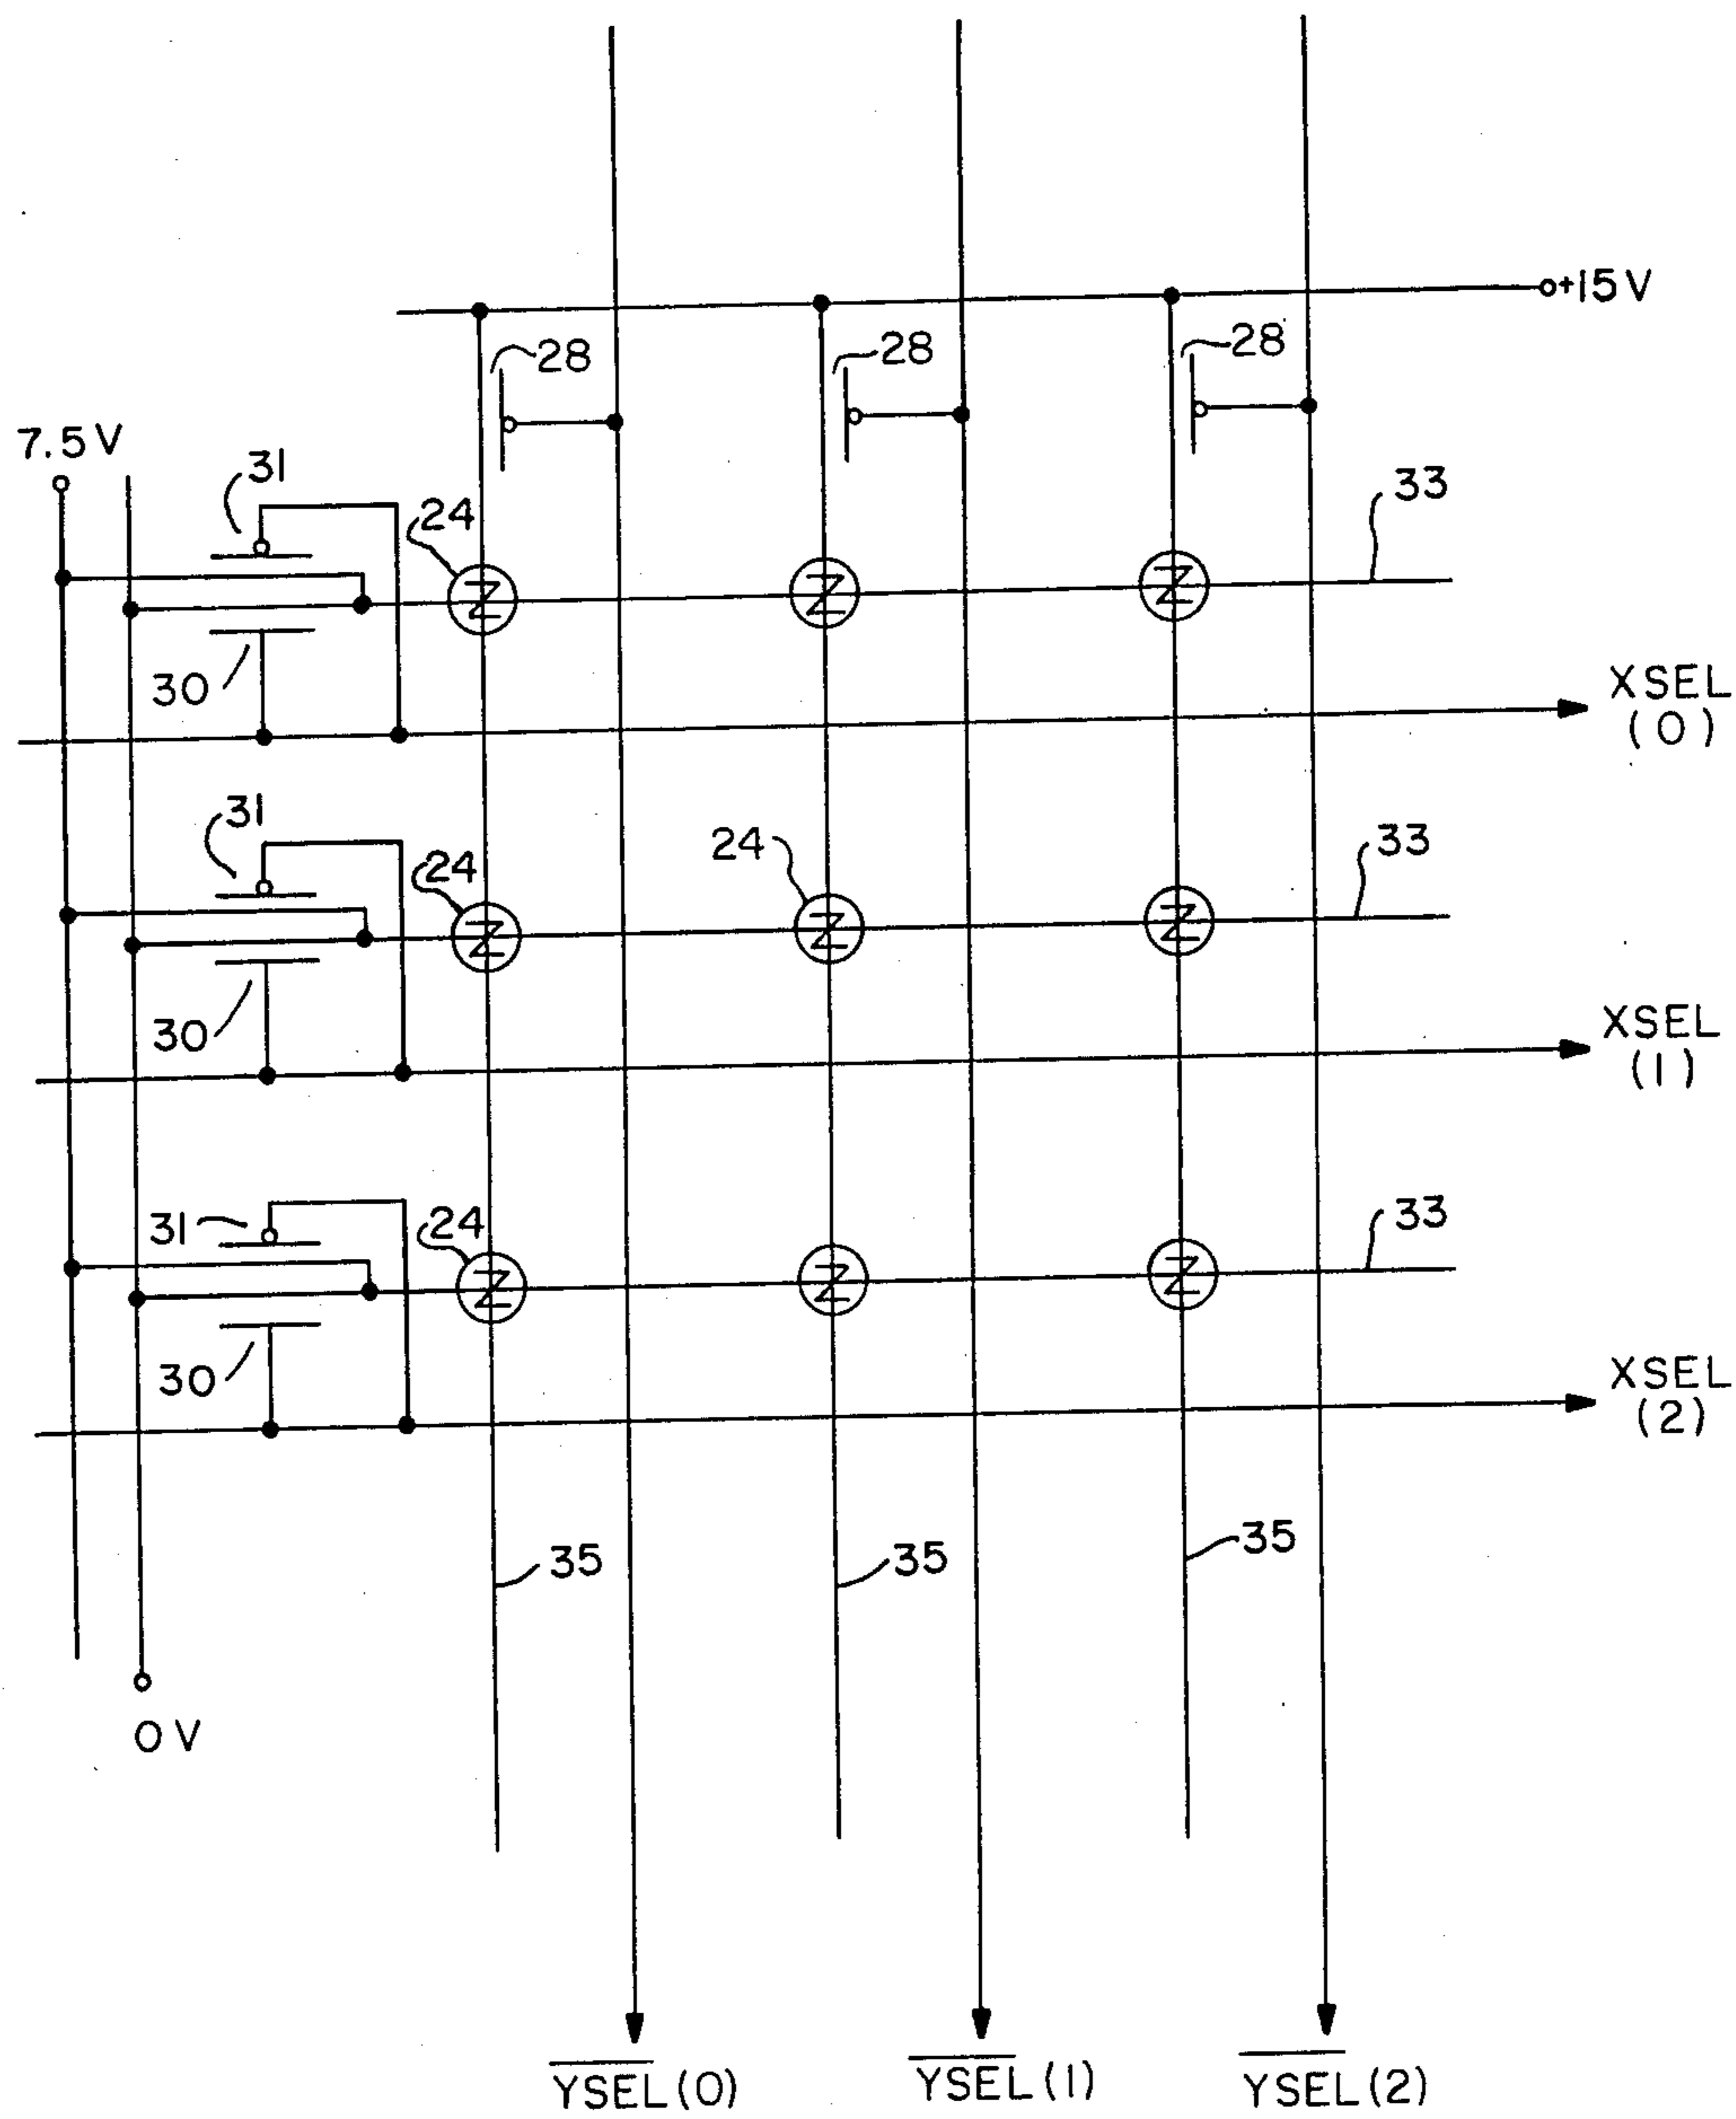 +15V
28
28
28
7.5V
31
24
33
30
XSEL
(0)
31
24
24
33
30
XSEL
(1)
31
24
33
30
XSEL
(2)
35
35
35
0V
Z
Z
Z
Z
Z
Z
Z
Z
Z
YSEL(0)
YSEL(1)
YSEL(2)